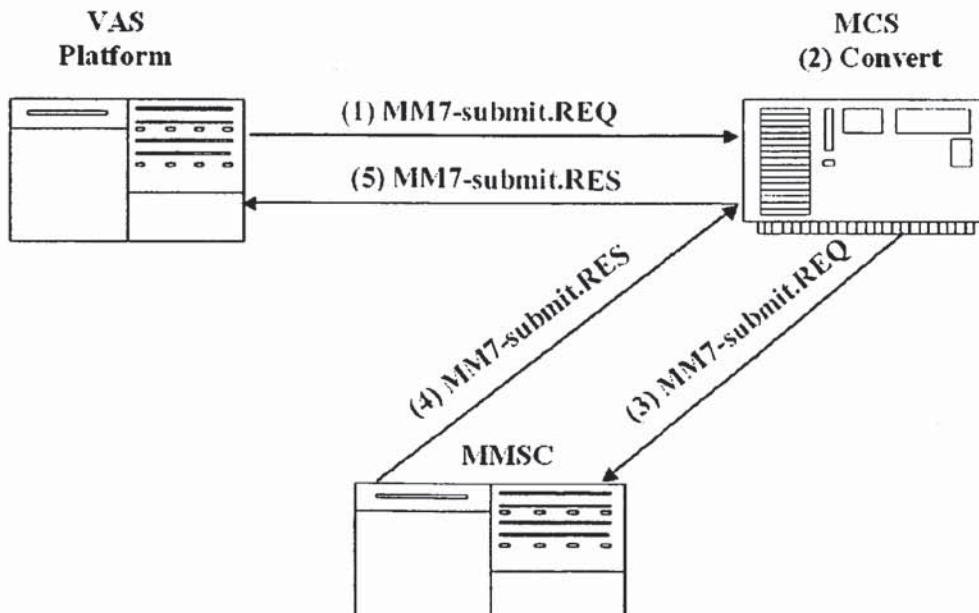 VAS
Platform
MCS
(2) Convert
(1) MM7-submit.REQ
(5) MM7-submit.RES
(4) MM7-submit.RES
(3) MM7-submit.REQ
MMSC